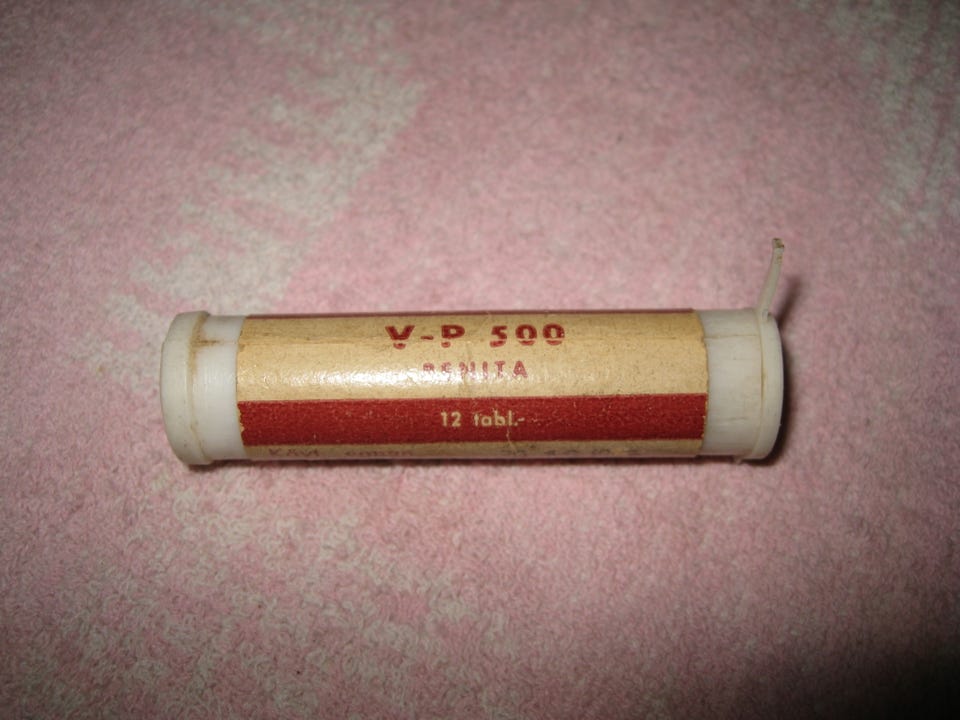 V-P 500
BENITA
12 tabl.-